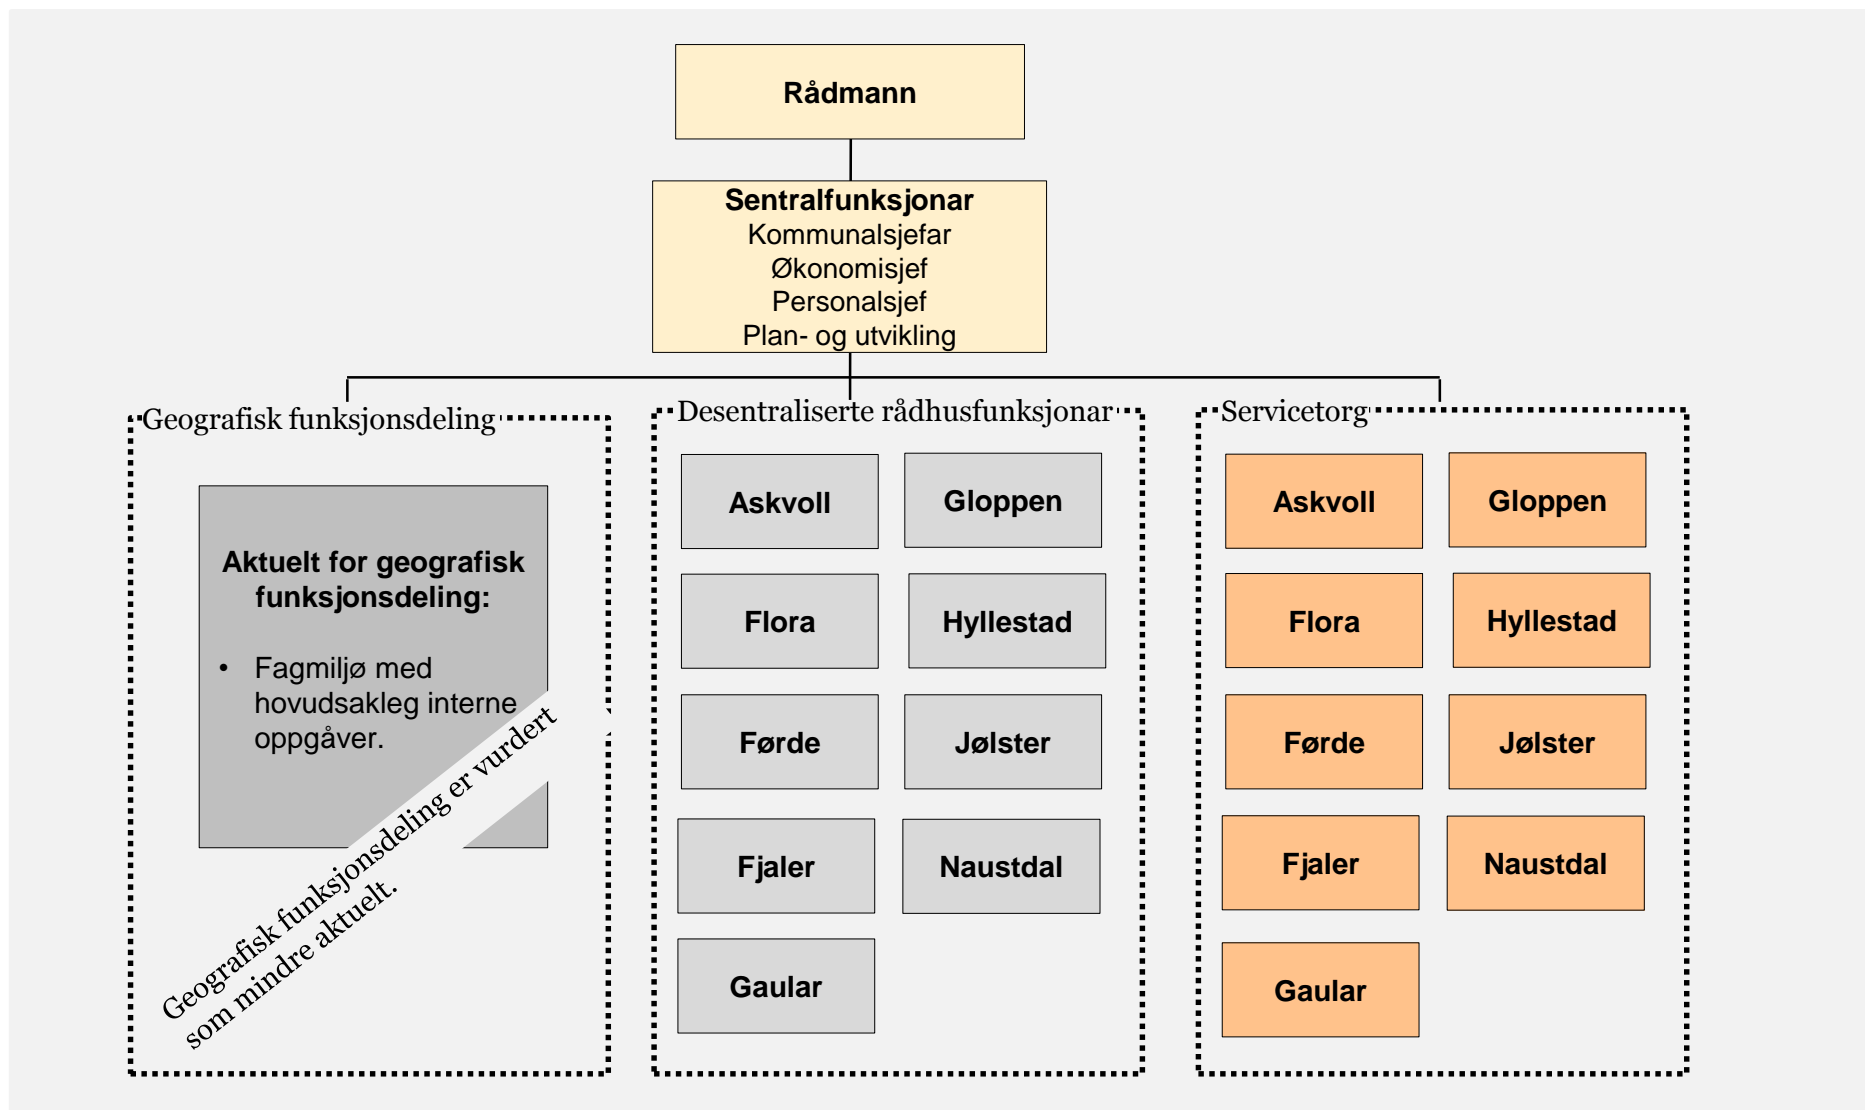 Rådmann
Sentralfunksjonar
Kommunalsjefar
Økonomisjef
Personalsjef
Plan- og utvikling
Geografisk funksjonsdeling
Aktuelt for geografisk
funksjonsdeling:
• Fagmiljø med
hovudsakleg interne
oppgåver.
Geografisk funksjonsdeling er vurdert
som mindre aktuelt.
Desentraliserte rådhusfunksjonar
Askvoll
Gloppen
Flora
Hyllestad
Førde
Jølster
Fjaler
Naustdal
Gaular
Servicetorg
Askvoll
Gloppen
Flora
Hyllestad
Førde
Jølster
Fjaler
Naustdal
Gaular